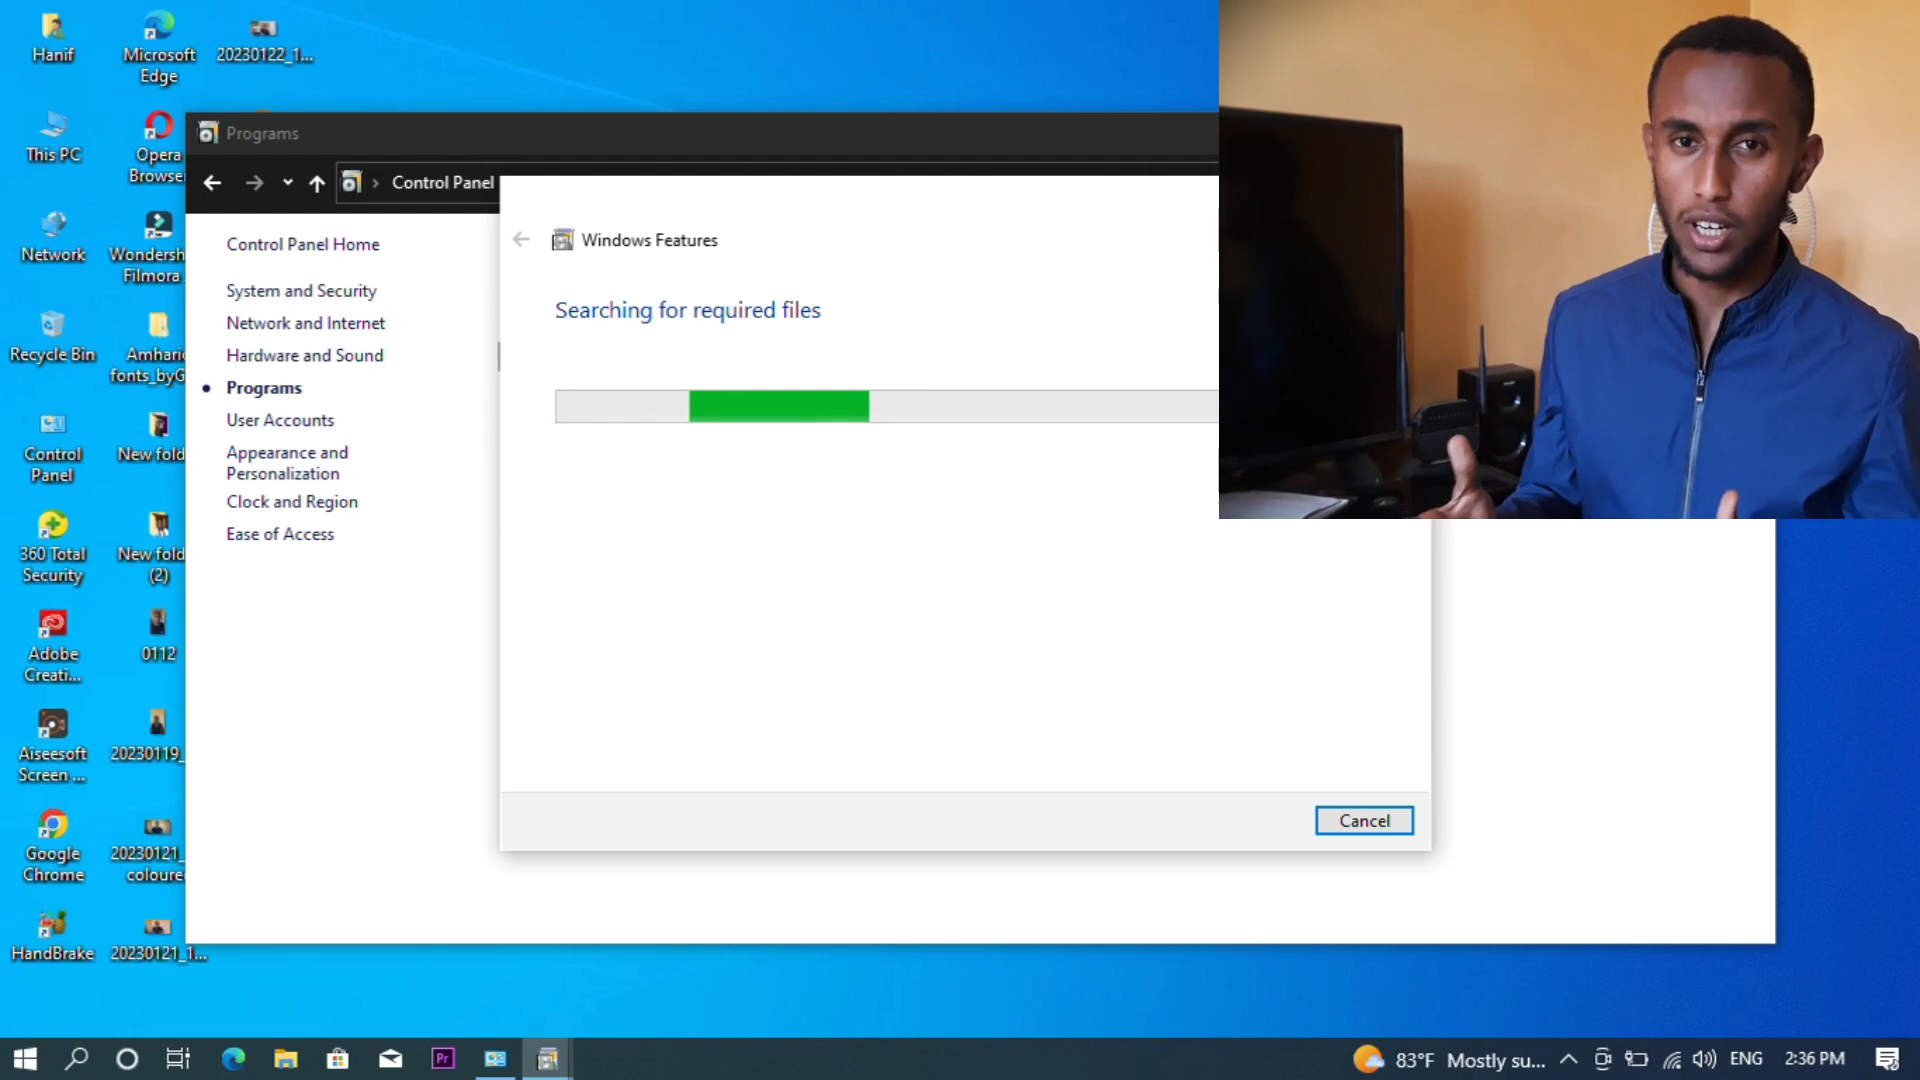 Hanif
Microsoft
Edge
20230122_1...
This PC
Opera
Browse
Network
Wondersh
Filmora
Recycle Bin
Amharic
fonts_byG
Control
Panel
New fold
360 Total
Security
New fold
(2)
Adobe
Creati...
0112
Aiseesoft
Screen ...
20230119_
Google
Chrome
20230121_
coloure
HandBrake
20230121_1...
Programs
Control Panel
Control Panel Home
System and Security
Network and Internet
Hardware and Sound
Programs
User Accounts
Appearance and
Personalization
Clock and Region
Ease of Access
Windows Features
Searching for required files
Cancel
Pr
83°F Mostly su...
ENG
2:36 PM